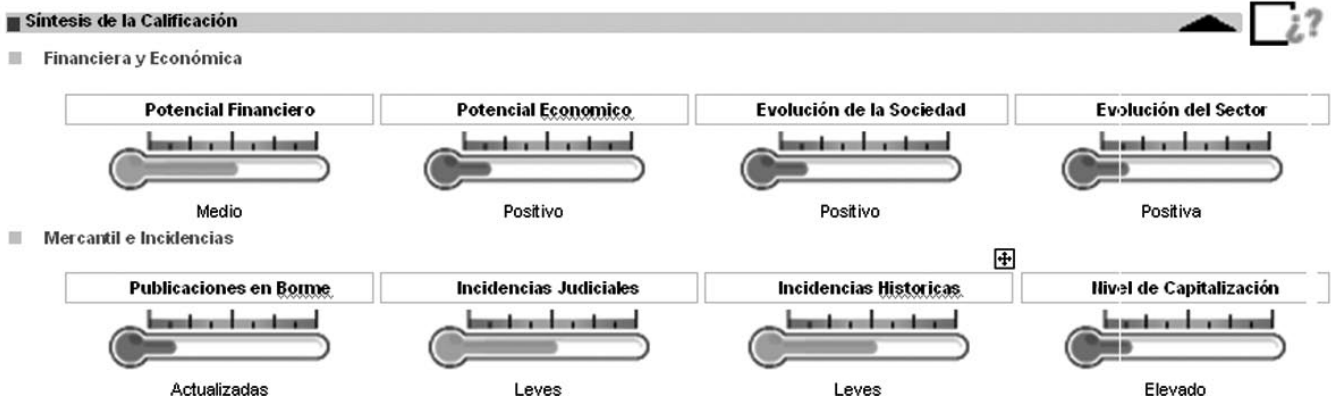 Síntesis de la Calificación
¿?
Financiera y Económica
Potencial Financiero Potencial Economico Evolución de la Sociedad Evolución del Sector
Medio Positivo Positivo Positiva
Mercantil e Incidencias
Publicaciones en Borme Incidencias Judiciales Incidencias Historicas Nivel de Capitalización
Actualizadas Leves Leves Elevado